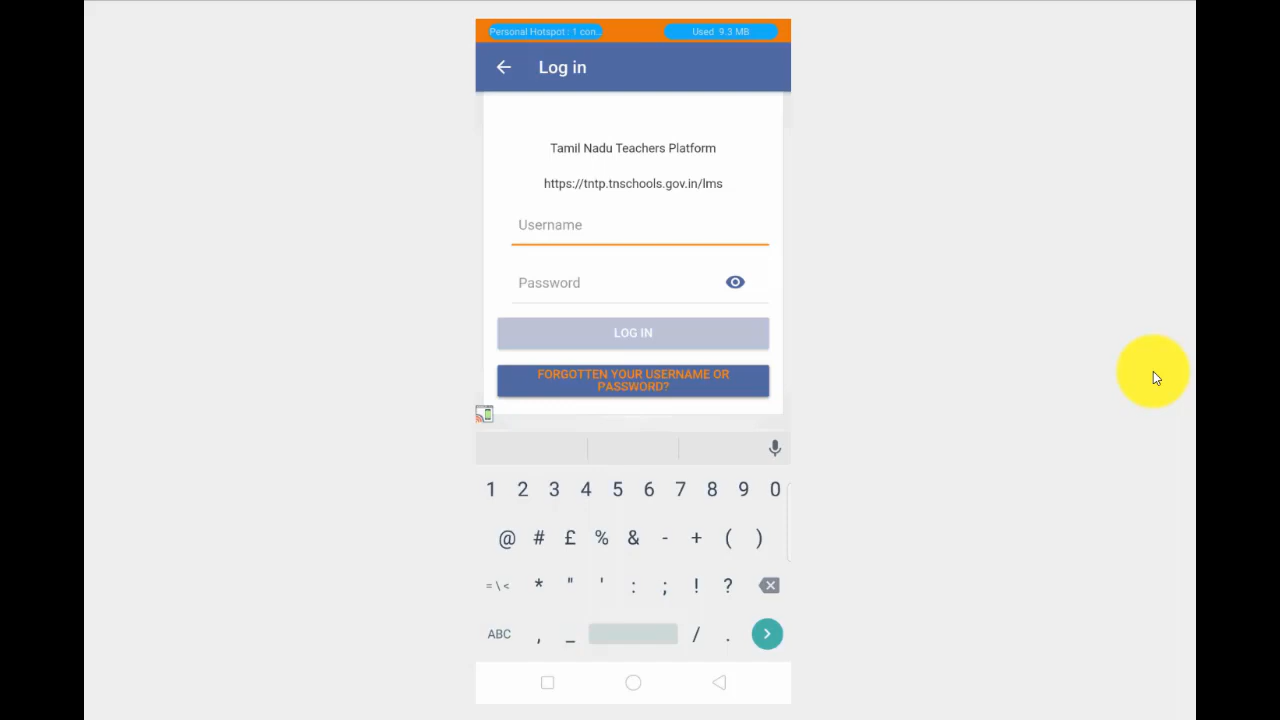 Personal Hotspot : 1 con... Used 9.3 MB
Log in
Tamil Nadu Teachers Platform
https://tntp.tnschools.gov.in/lms
Username
Password
LOG IN
FORGOTTEN YOUR USERNAME OR
PASSWORD?
1 2 3 4 5 6 7 8 9 0
@ # £ % & - + ( )
= \ < * " ' : ; ! ?
ABC , _ / .